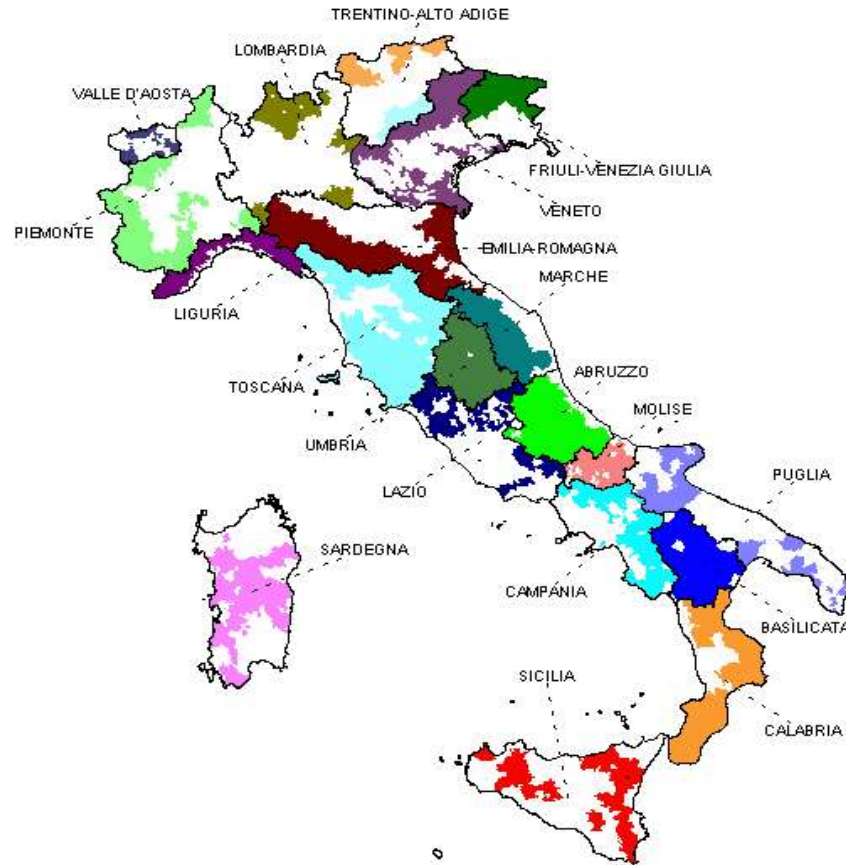 TRENTINO-ALTO ADIGE
LOMBARDIA
VALLE D'AOSTA
FRIULI-VENEZIA GIULIA
VENETO
PIEMONTE
EMILIA-ROMAGNA
MARCHE
LIGURIA
ABRUZZO
TOSCANA
MOLISE
UMBRIA
PUGLIA
LAZIO
SARDEGNA
CAMPANIA
BASILICATA
SICILIA
CALABRIA